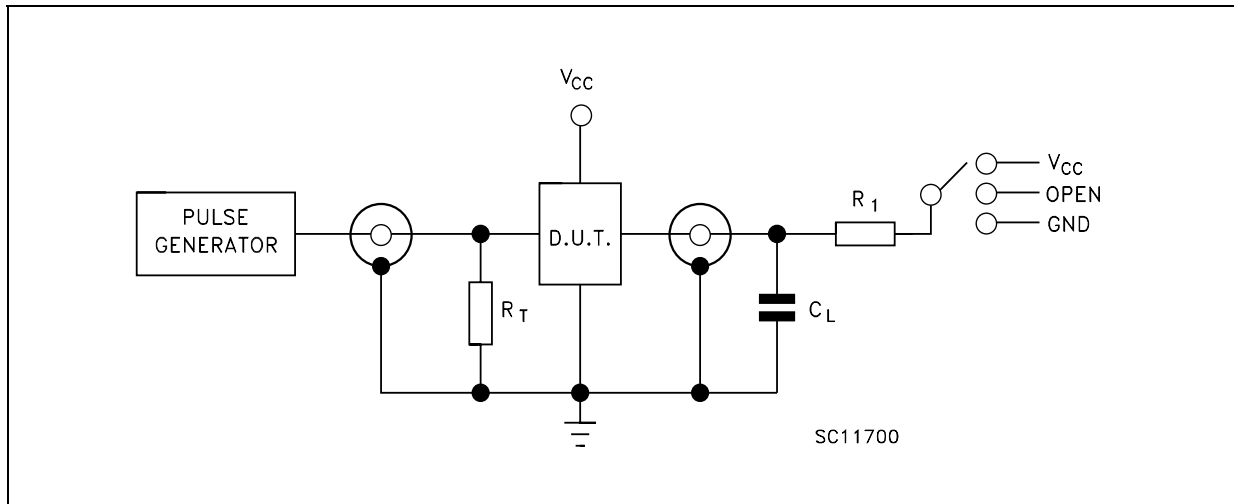 VCC
PULSE
GENERATOR
D.U.T.
RT
CL
R1
VCC
OPEN
GND
SC11700